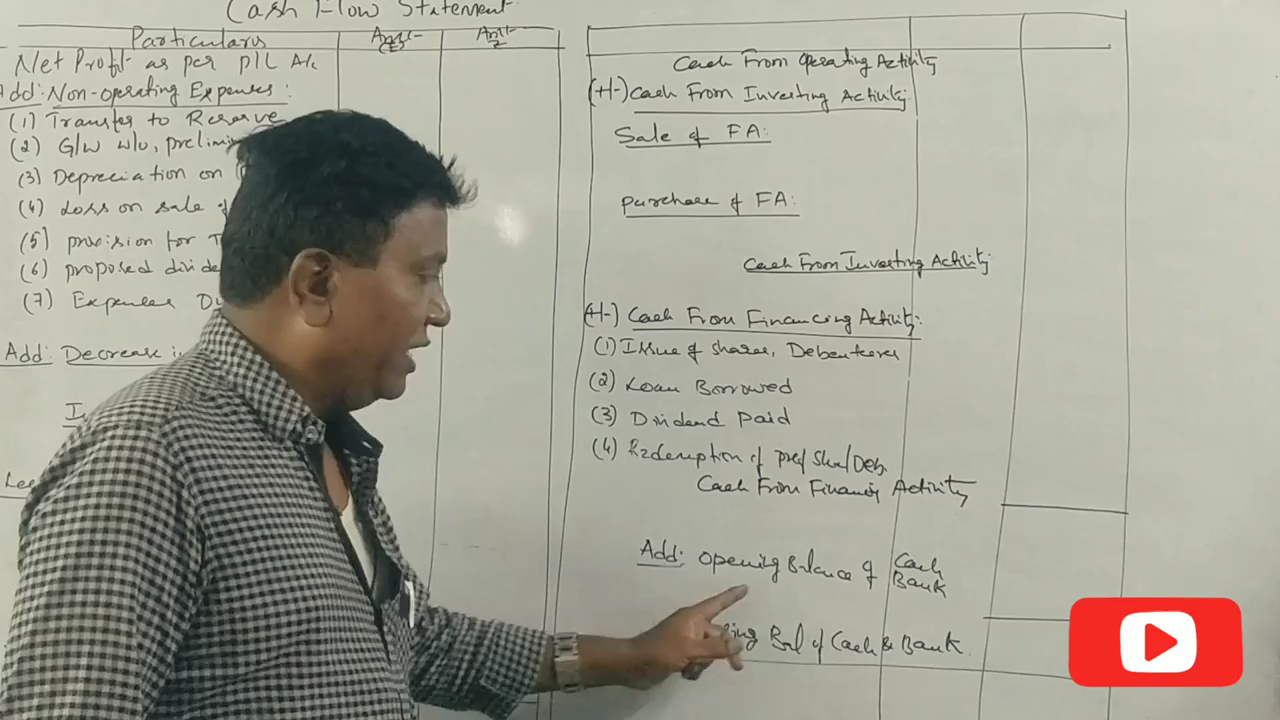 Cash Flow Statement
Particulars
Amt
Amt
Net Profit as per P/L A/c
Add: Non-operating Expenses:
(1) Transfer to Reserve
(2) G/W w/o,
(3) Depreciation on
(4) Loss on sale
(5) provision for
(6) proposed
(7) Expenses
Add: Decrease
Cash From Operating Activity
(+/-) Cash From Investing Activity:
Sale of FA:
purchase of FA:
Cash From Investing Activity
(+/-) Cash From Financing Activity:
(1) Issue of shares, Debentures
(2) Loan Borrowed
(3) Dividend Paid
(4) Redemption of Pref Share/Deb
Cash From Financing Activity
Add: Opening Balance of Cash
Bank
Bal of Cash & Bank